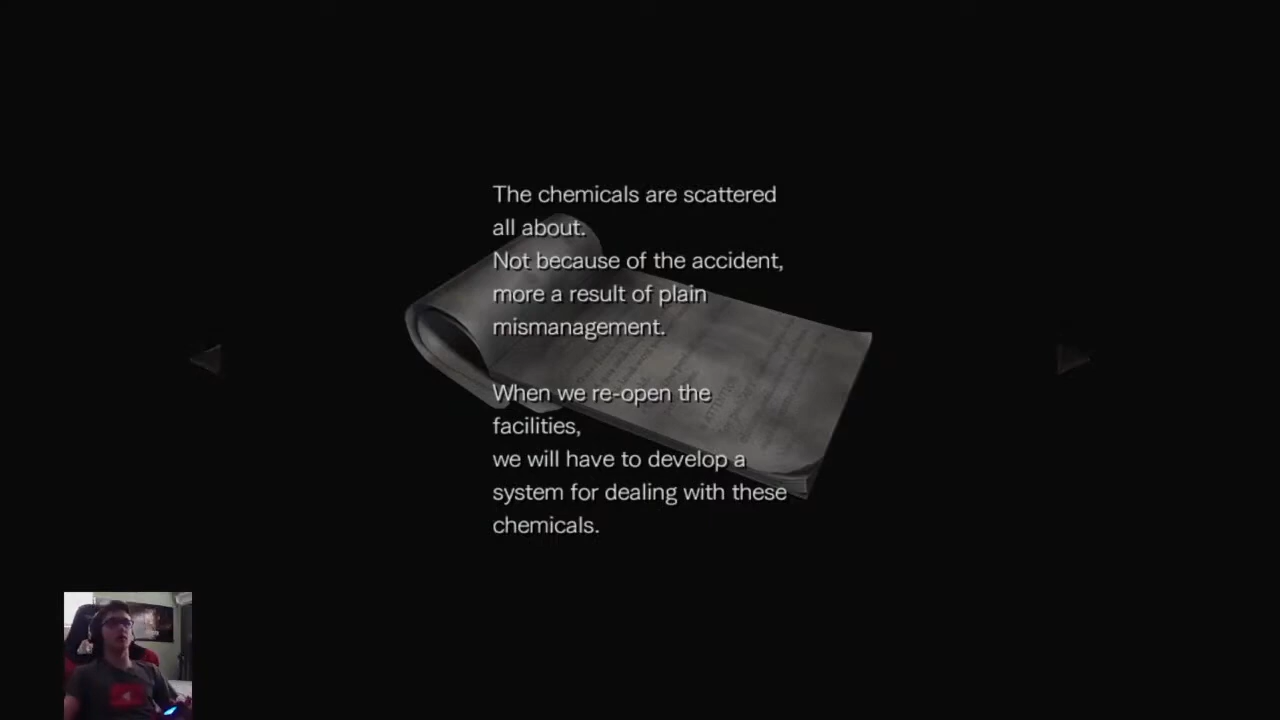 The chemicals are scattered
all about.
Not because of the accident,
more a result of plain
mismanagement.
When we re-open the
facilities,
we will have to develop a
system for dealing with these
chemicals.